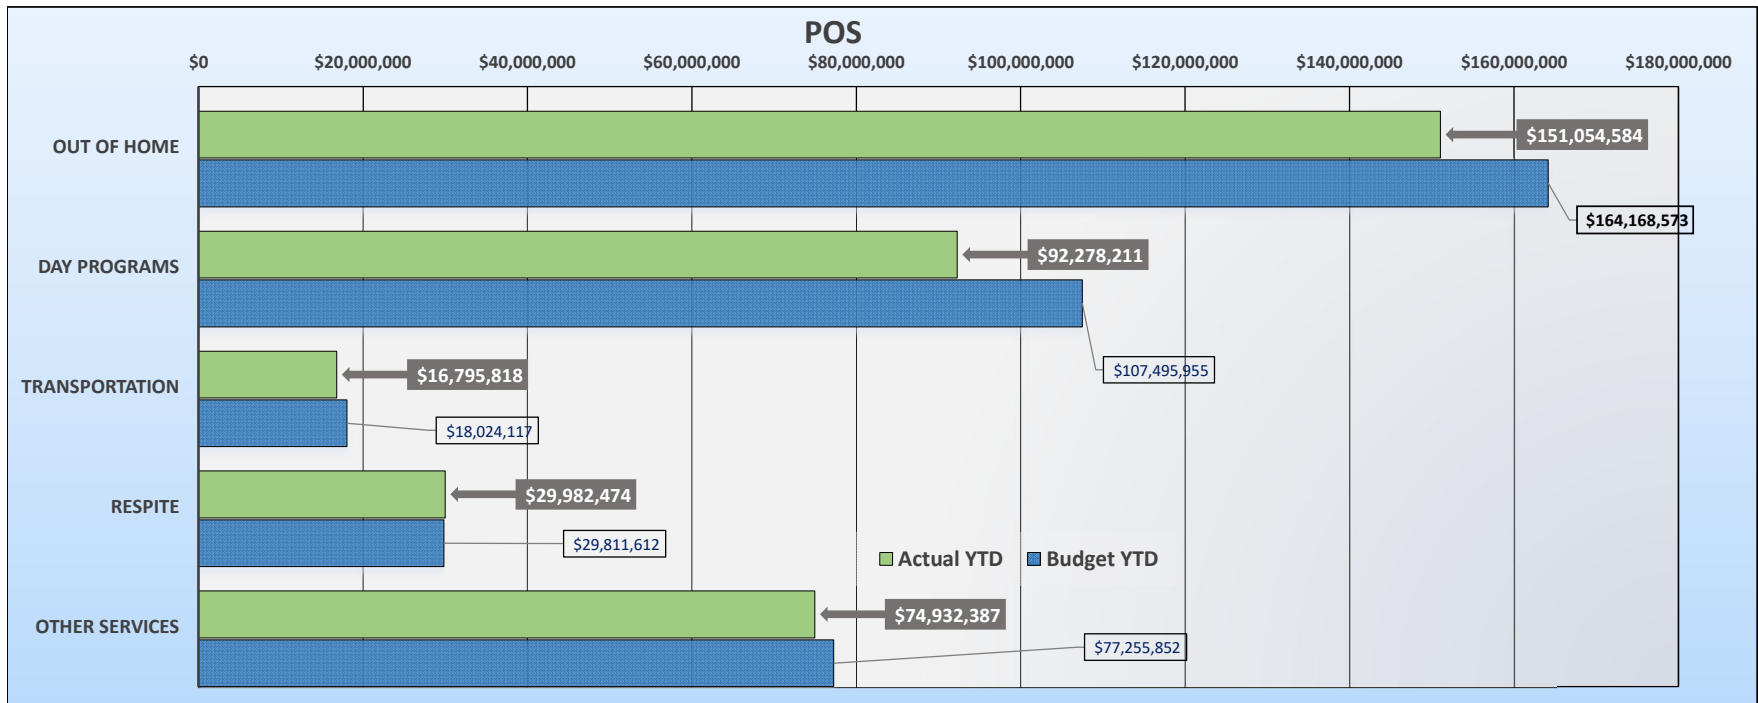 POS
$0 $20,000,000 $40,000,000 $60,000,000 $80,000,000 $100,000,000 $120,000,000 $140,000,000 $160,000,000 $180,000,000
OUT OF HOME
$151,054,584
$164,168,573
DAY PROGRAMS
$92,278,211
$107,495,955
TRANSPORTATION
$16,795,818
$18,024,117
RESPITE
$29,982,474
$29,811,612
Actual YTD Budget YTD
OTHER SERVICES
$74,932,387
$77,255,852